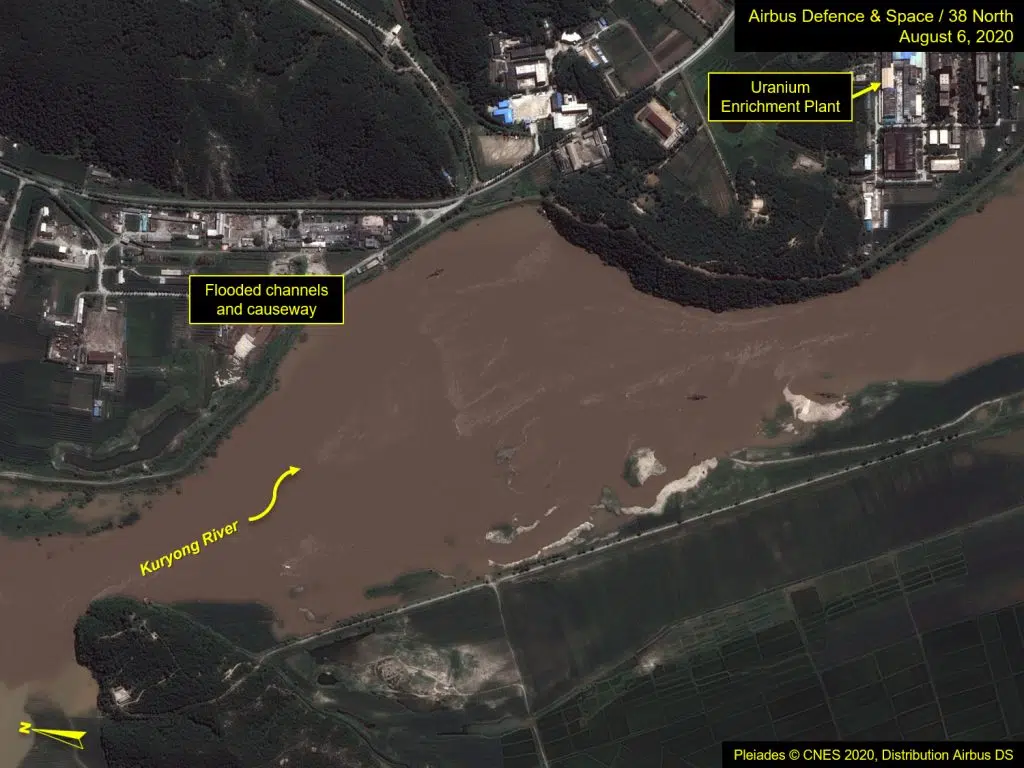 Airbus Defence & Space / 38 North
August 6, 2020
Uranium
Enrichment Plant
Flooded channels
and causeway
Kuryong River
N
Pleiades © CNES 2020, Distribution Airbus DS